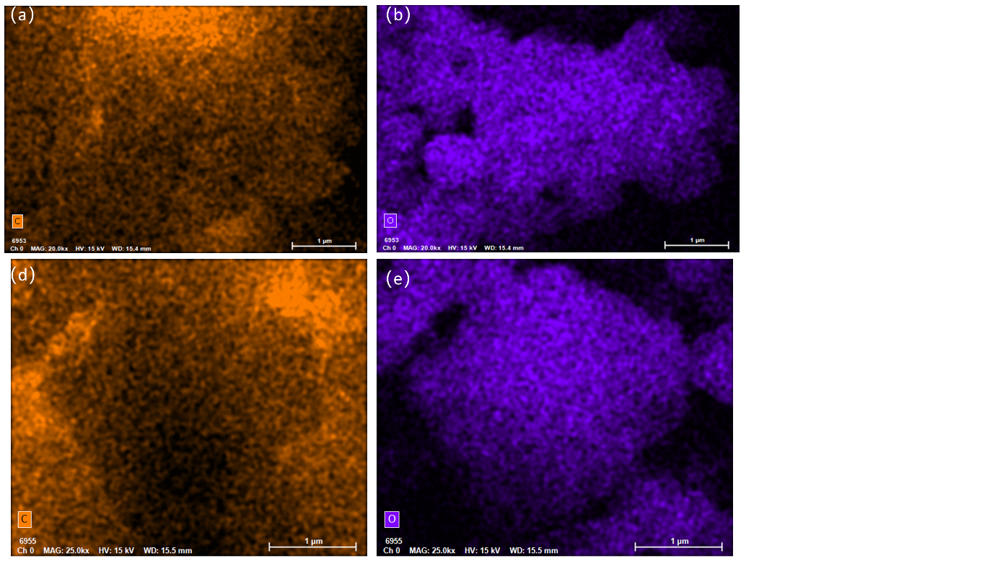 (a)
C
1 µm
6953
Ch 0 MAG: 20.0kx HV: 15 kV WD: 15.4 mm
(b)
O
1 µm
6953
Ch 0 MAG: 20.0kx HV: 15 kV WD: 15.4 mm
(d)
C
1 µm
6955
Ch 0 MAG: 25.0kx HV: 15 kV WD: 15.5 mm
(e)
O
1 µm
6955
Ch 0 MAG: 25.0kx HV: 15 kV WD: 15.5 mm